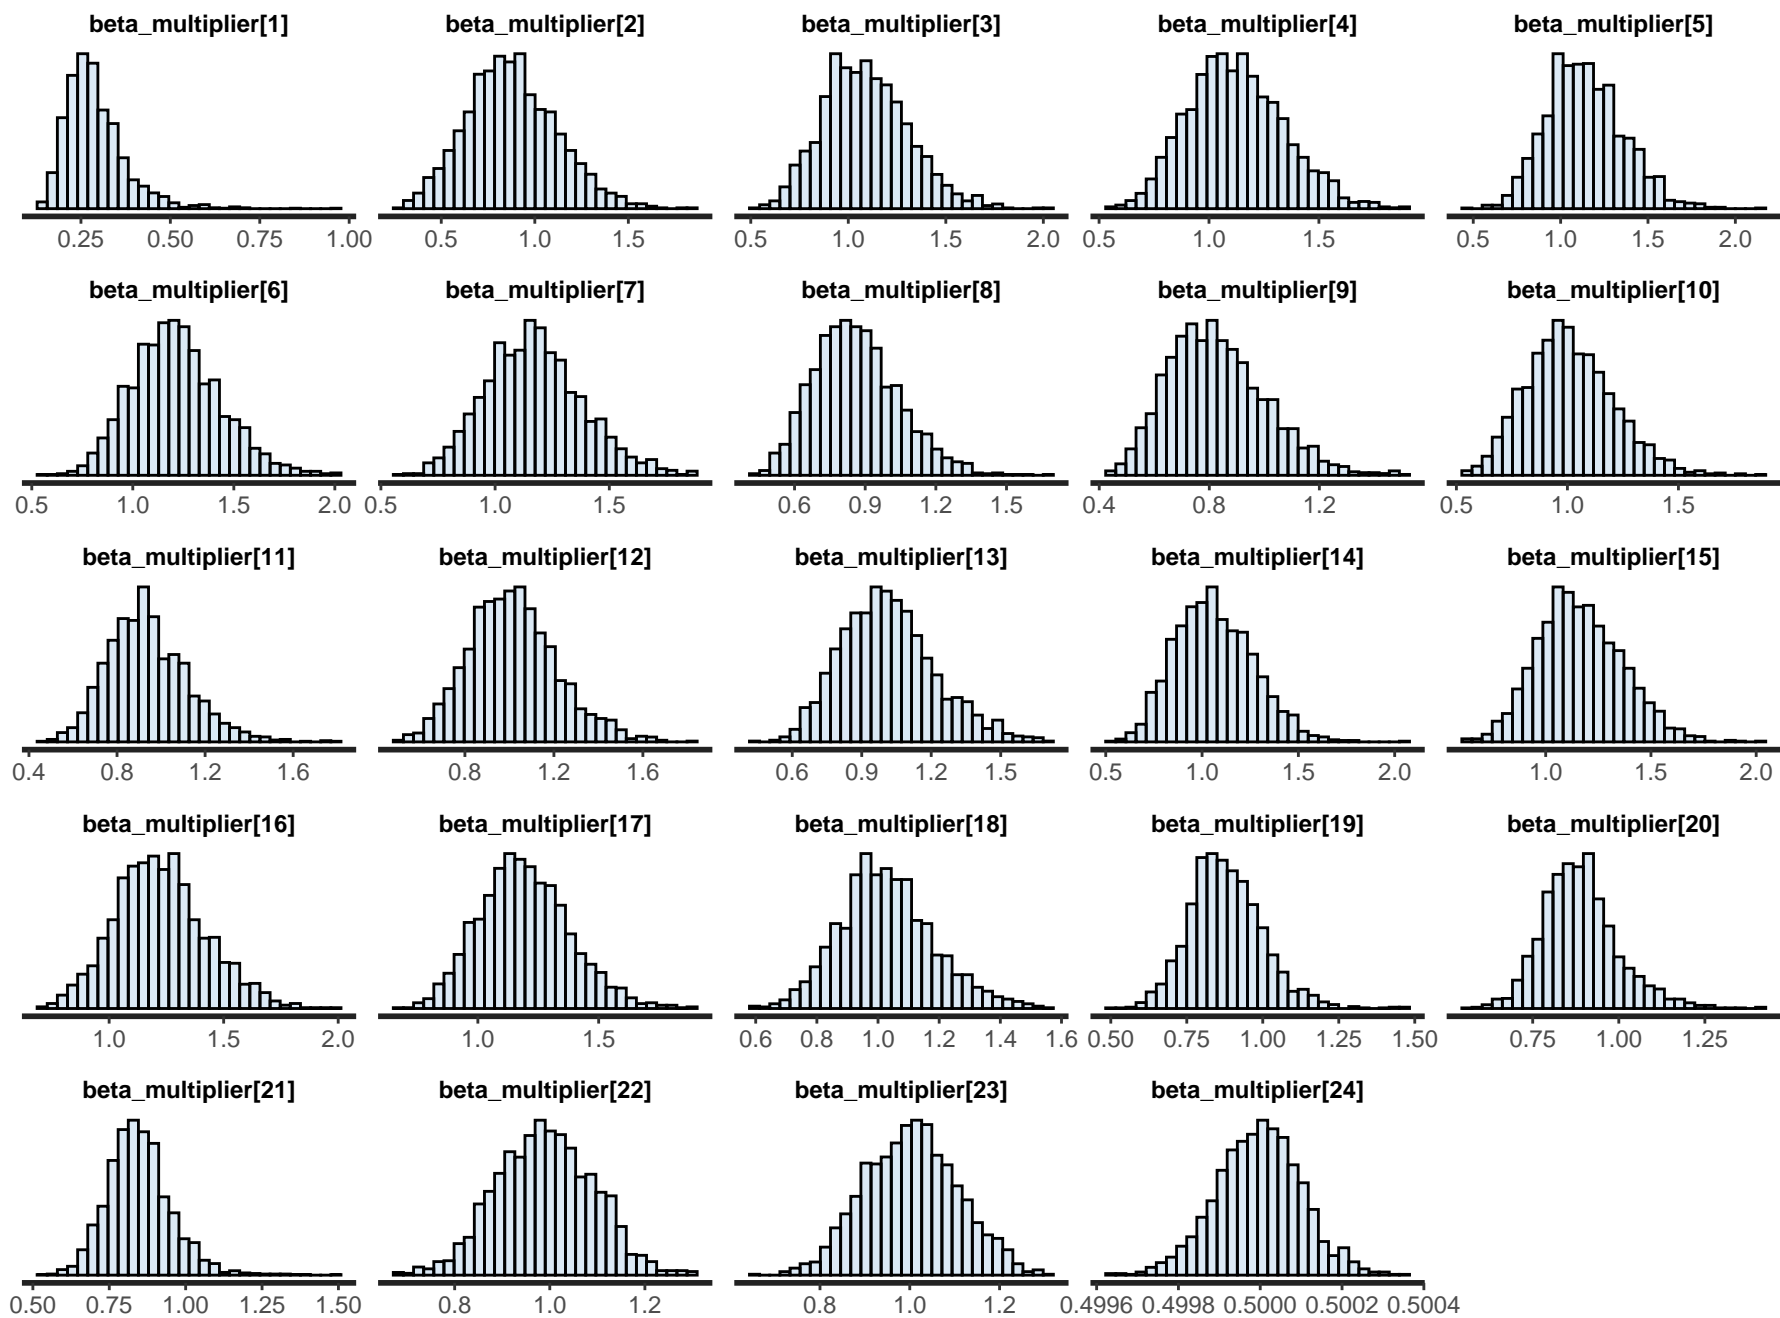 beta_multiplier[1] beta_multiplier[2] beta_multiplier[3] beta_multiplier[4] beta_multiplier[5]
0.25 0.50 0.75 1.00 0.5 1.0 1.5 0.5 1.0 1.5 2.0 0.5 1.0 1.5 0.5 1.0 1.5 2.0
beta_multiplier[6] beta_multiplier[7] beta_multiplier[8] beta_multiplier[9] beta_multiplier[10]
0.5 1.0 1.5 2.0 0.5 1.0 1.5 0.6 0.9 1.2 1.5 0.4 0.8 1.2 0.5 1.0 1.5
beta_multiplier[11] beta_multiplier[12] beta_multiplier[13] beta_multiplier[14] beta_multiplier[15]
0.4 0.8 1.2 1.6 0.8 1.2 1.6 0.6 0.9 1.2 1.5 0.5 1.0 1.5 2.0 1.0 1.5 2.0
beta_multiplier[16] beta_multiplier[17] beta_multiplier[18] beta_multiplier[19] beta_multiplier[20]
1.0 1.5 2.0 1.0 1.5 0.6 0.8 1.0 1.2 1.4 1.6 0.50 0.75 1.00 1.25 1.50 0.75 1.00 1.25
beta_multiplier[21] beta_multiplier[22] beta_multiplier[23] beta_multiplier[24]
0.50 0.75 1.00 1.25 1.50 0.8 1.0 1.2 0.8 1.0 1.2 0.4996 0.4998 0.5000 0.5002 0.5004